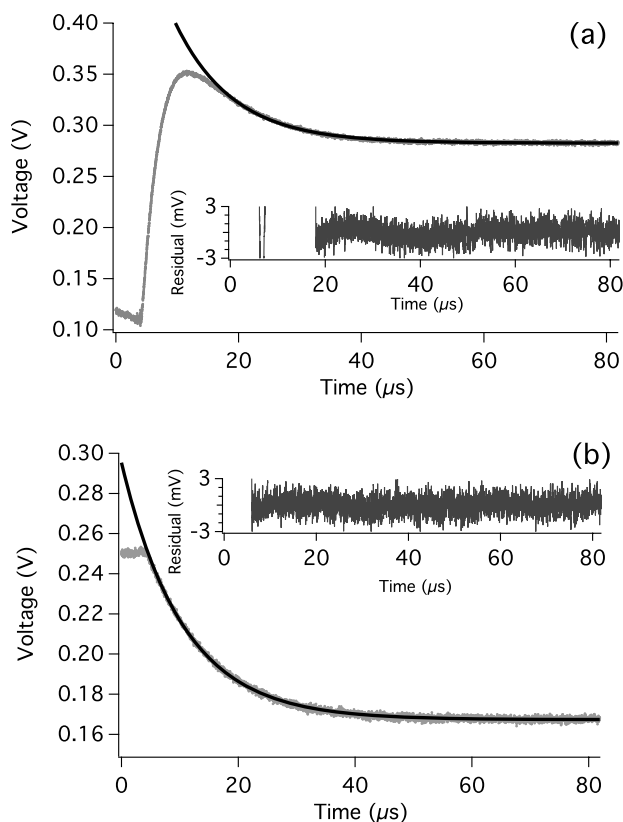 (a)
0.40
0.35
0.30
0.25
0.20
0.15
0.10
Voltage (V)
0 20 40 60 80
Time (µs)
Residual (mV)
3
-3
0 20 40 60 80
Time (µs)
(b)
0.30
0.28
0.26
0.24
0.22
0.20
0.18
0.16
Voltage (V)
0 20 40 60 80
Time (µs)
Residual (mV)
3
-3
0 20 40 60 80
Time (µs)